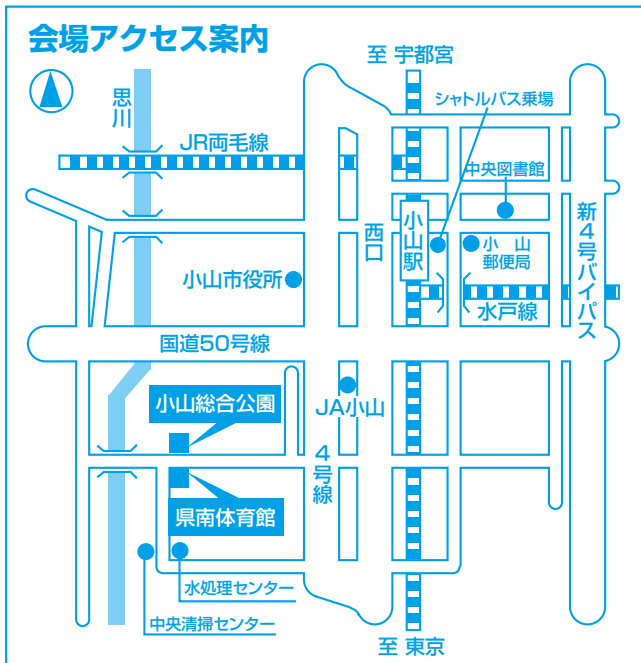 会場アクセス案内
至 宇都宮
思川
シャトルバス乗場
JR両毛線
中央図書館
西口
小山駅
小山
郵便局
新4号バイパス
小山市役所
水戸線
国道50号線
小山総合公園
JA小山
4号線
県南体育館
水処理センター
中央清掃センター
至 東京